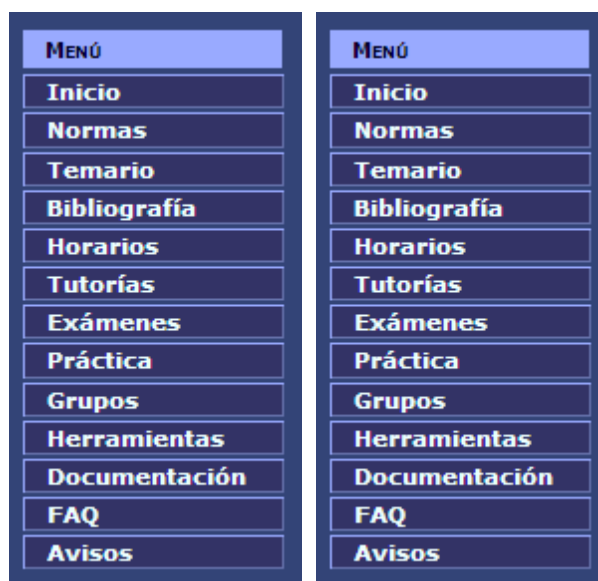 Menú
Inicio
Normas
Temario
Bibliografía
Horarios
Tutorías
Exámenes
Práctica
Grupos
Herramientas
Documentación
FAQ
Avisos
Menú
Inicio
Normas
Temario
Bibliografía
Horarios
Tutorías
Exámenes
Práctica
Grupos
Herramientas
Documentación
FAQ
Avisos